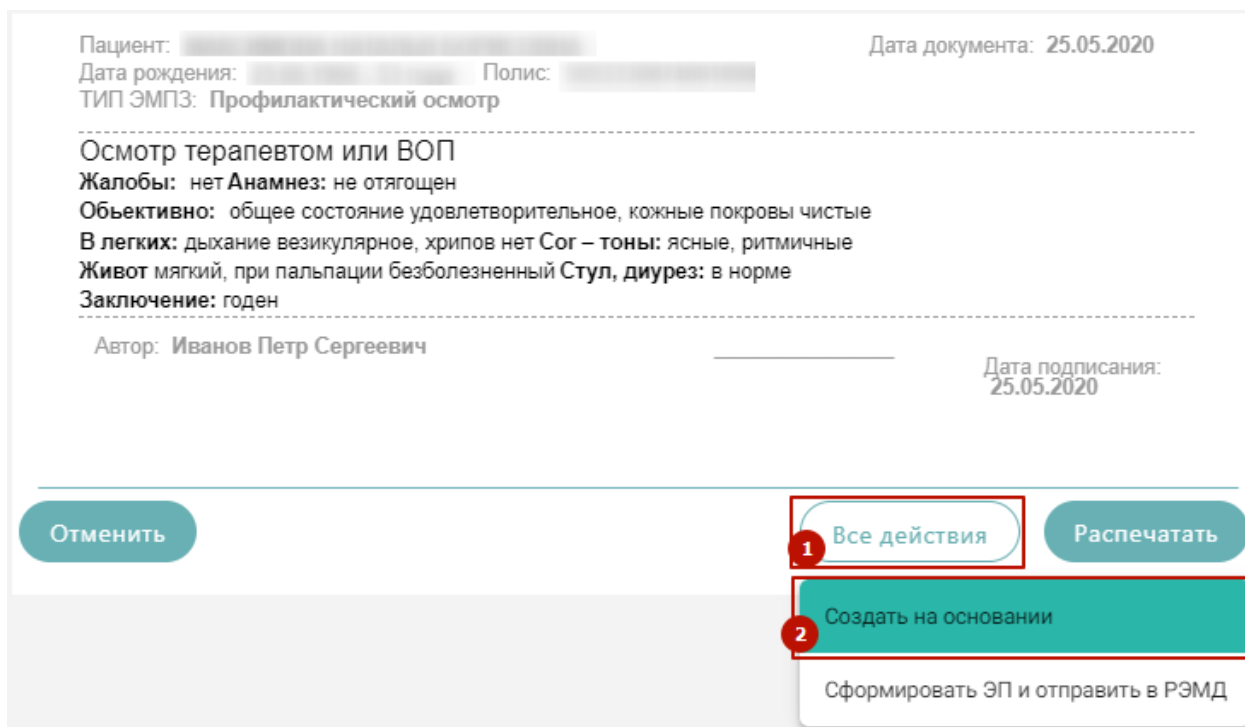 Пациент: Дата документа: 25.05.2020
Дата рождения: Полис:
ТИП ЭМПЗ: Профилактический осмотр
Осмотр терапевтом или ВОП
Жалобы: нет Анамнез: не отягощен
Обьективно: общее состояние удовлетворительное, кожные покровы чистые
В легких: дыхание везикулярное, хрипов нет Cor – тоны: ясные, ритмичные
Живот мягкий, при пальпации безболезненный Стул, диурез: в норме
Заключение: годен
Автор: Иванов Петр Сергеевич
Дата подписания:
25.05.2020
Отменить Все действия Распечатать
1
Создать на основании
2
Сформировать ЭП и отправить в РЭМД